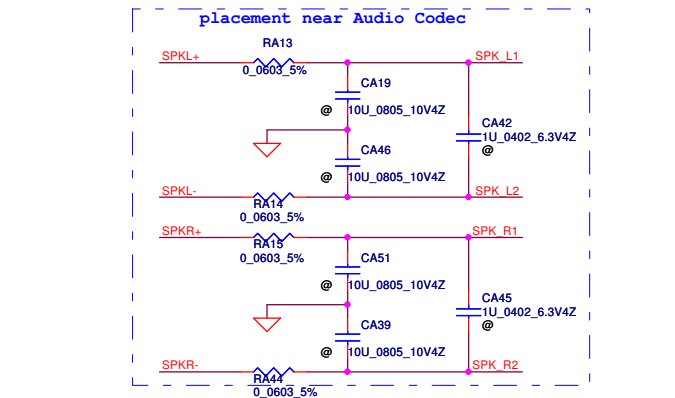 placement near Audio Codec
RA13
SPKL+
SPK_L1
0_0603_5%
CA19
@
10U_0805_10V4Z
CA42
1U_0402_6.3V4Z
@
CA46
@
10U_0805_10V4Z
SPKL-
SPK_L2
RA14
0_0603_5%
SPKR+
SPK_R1
RA15
0_0603_5%
CA51
@
10U_0805_10V4Z
CA45
1U_0402_6.3V4Z
@
CA39
@
10U_0805_10V4Z
SPKR-
SPK_R2
RA44
0_0603_5%